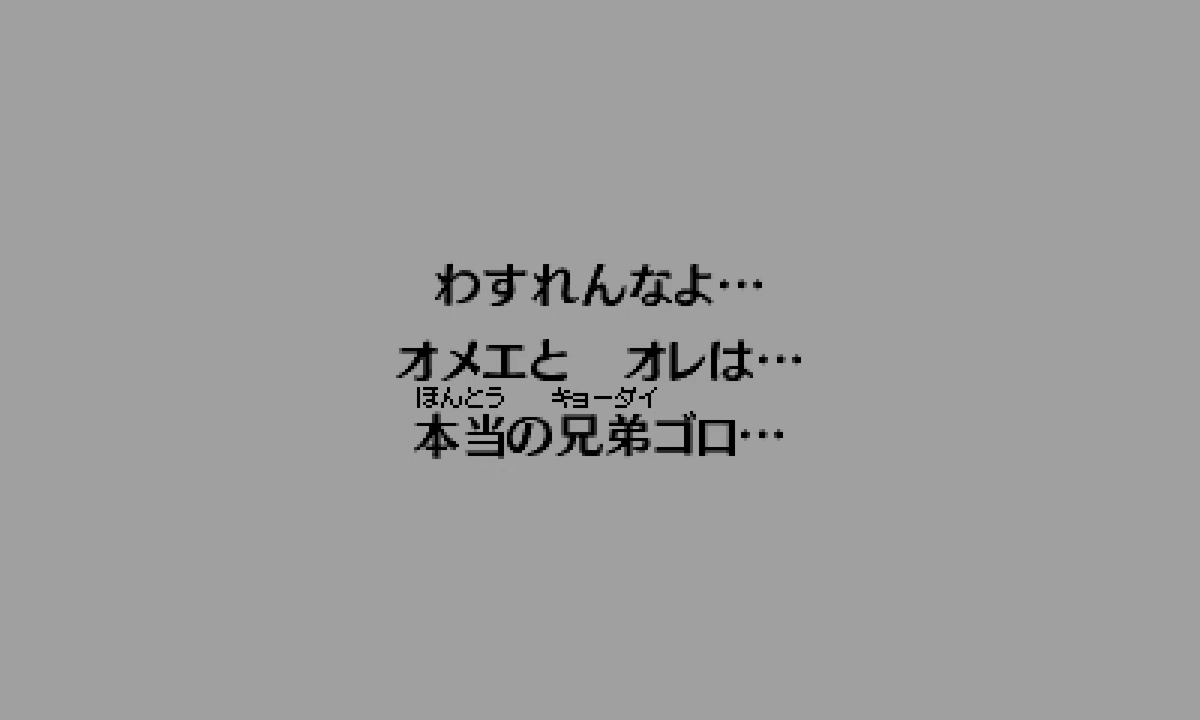 わすれんなよ…
オメエと　オレは…
ほんとう　キョーダイ
本当の兄弟ゴロ…